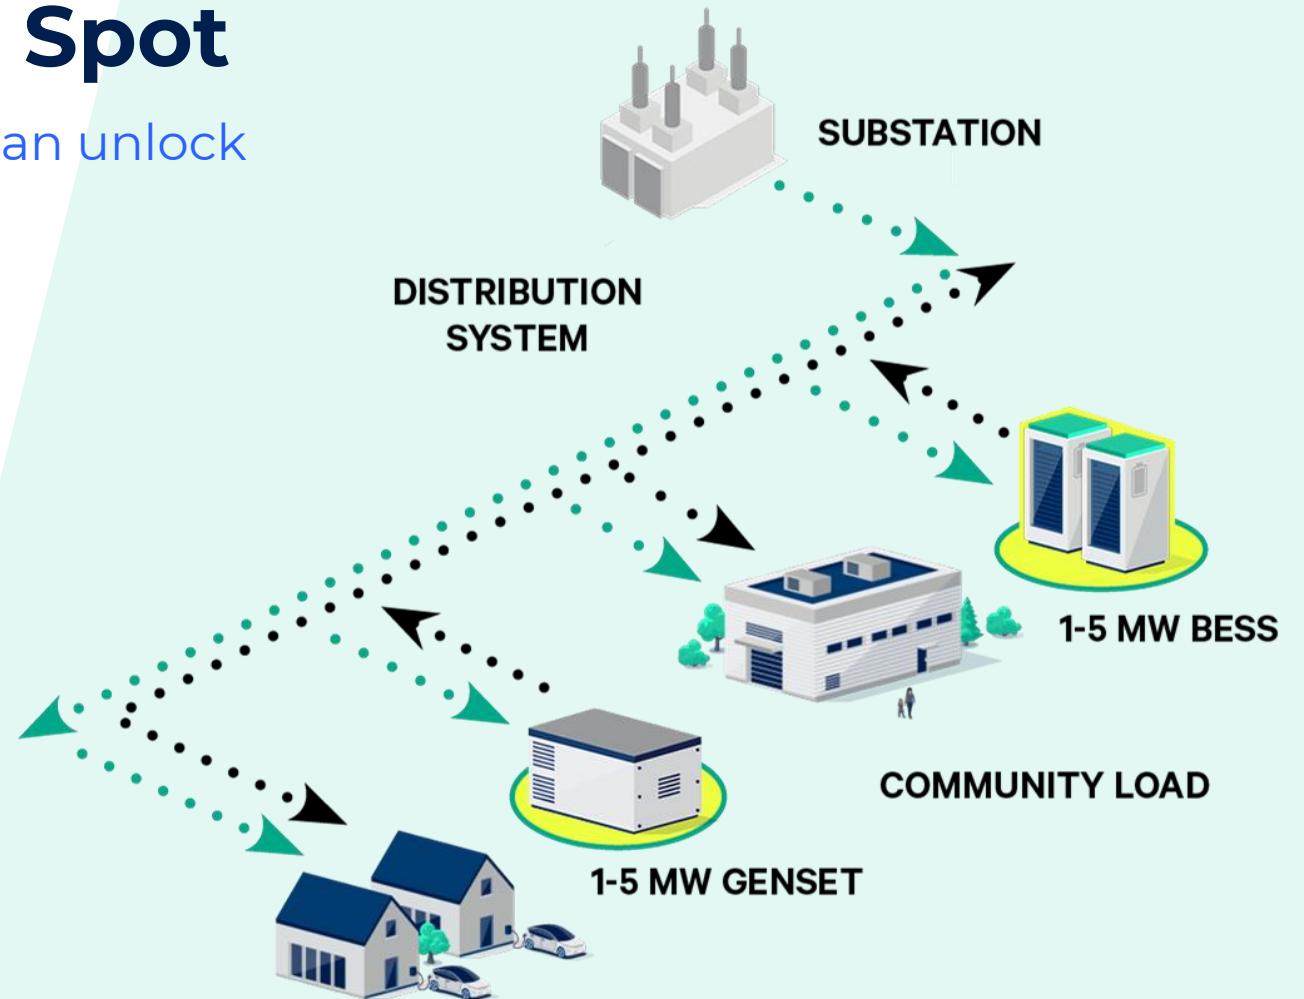 Spot
an unlock
SUBSTATION
DISTRIBUTION
SYSTEM
1-5 MW BESS
COMMUNITY LOAD
1-5 MW GENSET